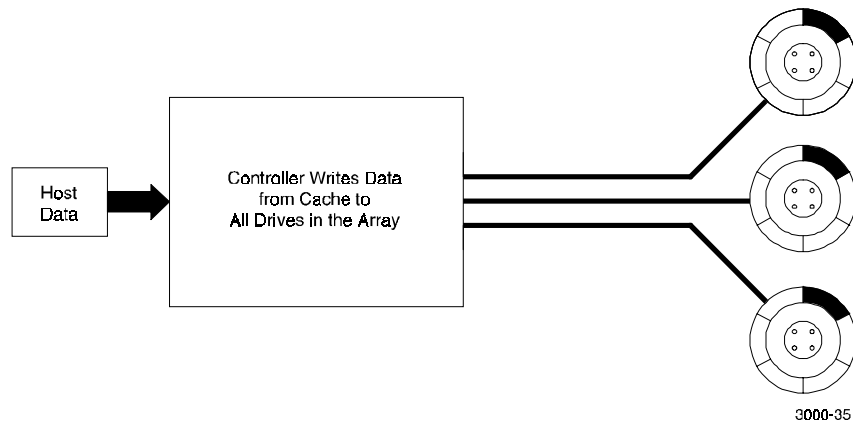 Host
Data
Controller Writes Data
from Cache to
All Drives in the Array
3000-35